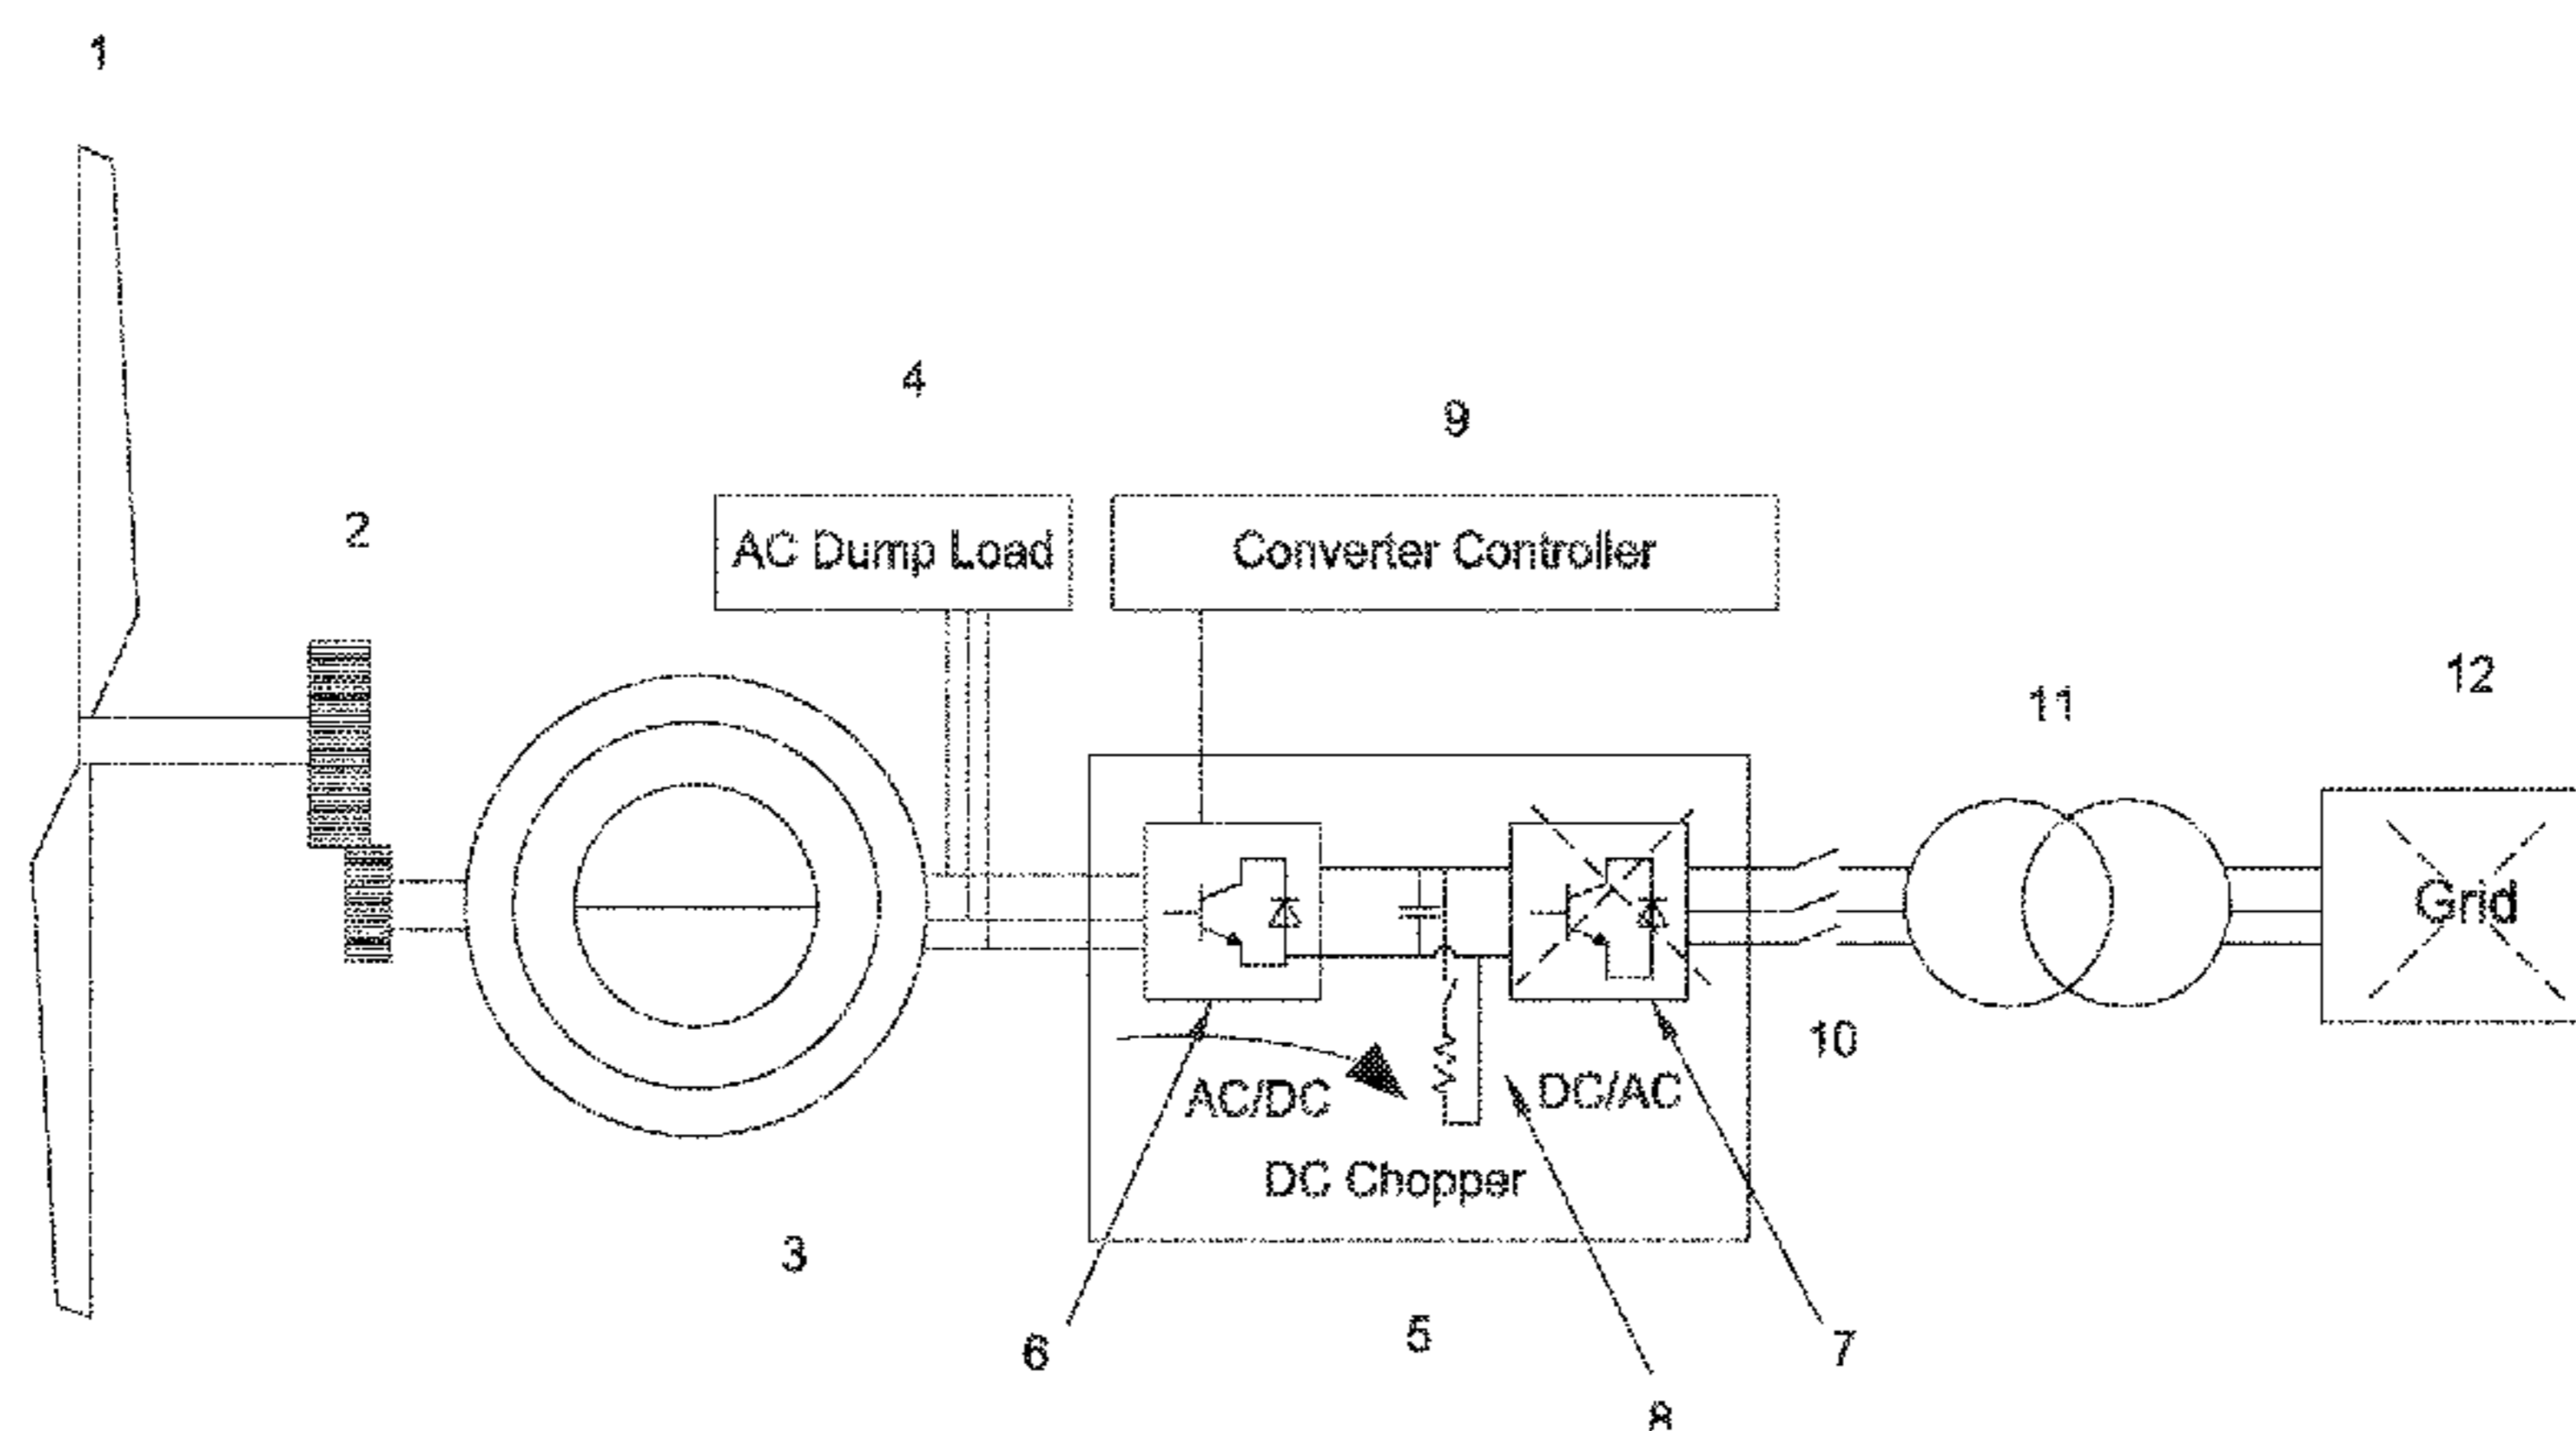 1
4
9
2
AC Dump Load
Converter Controller
12
11
Grid
10
AC/DC
DC/AC
DC Chopper
3
5
6
7
8